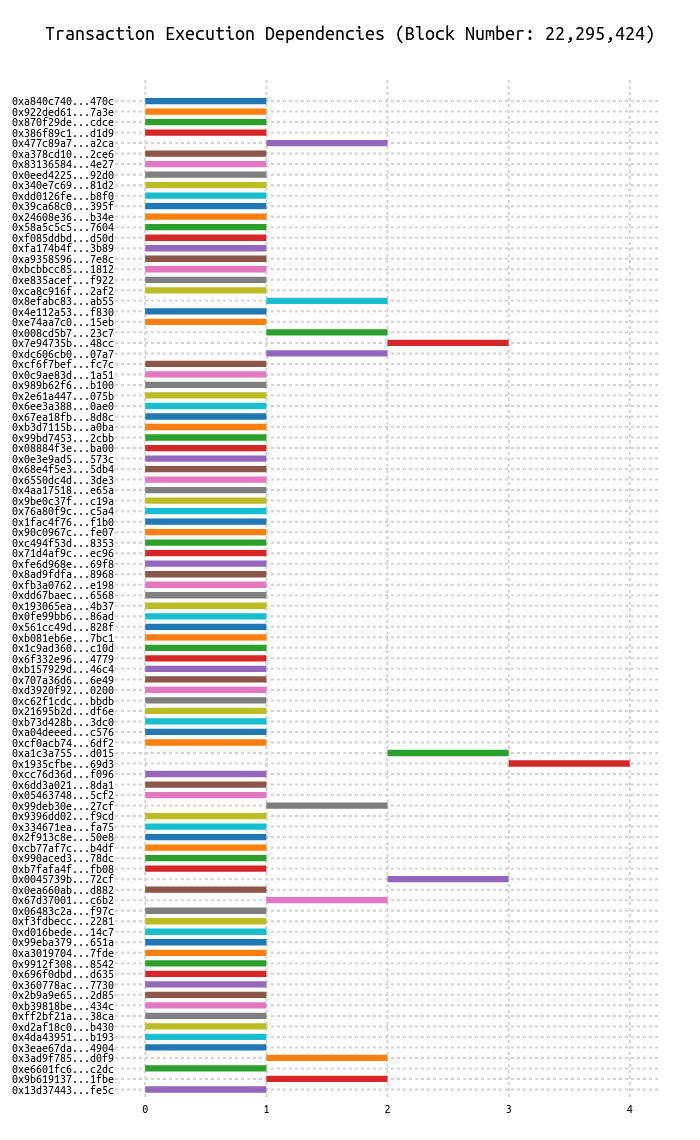 Transaction Execution Dependencies (Block Number: 22,295,424)
0xa840c740...470c
0x922ded61...7a3e
0x870f29de...cdce
0x386f89c1...d1d9
0x477c89a7...a2ca
0xa378cd10...2ce6
0x83136584...4e27
0x0eed4225...92d0
0x340e7c69...81d2
0xdd0126fe...b8f0
0x39ca68c0...395f
0x24608e36...b34e
0x58a5c5c5...7604
0xf085ddbd...d50d
0xfa174b4f...3b89
0xa9358596...7e8c
0xbcbbcc85...1812
0xe835acef...f922
0xca8c916f...2af2
0x8efabc83...ab55
0x4e112a53...f830
0xe74aa7c0...15eb
0x008cd5b7...23c7
0x7e94735b...48cc
0xdc606cb0...07a7
0xcf6f7bef...fc7c
0x0c9ae83d...1a51
0x989b62f6...b100
0x2e61a447...075b
0x6ee3a388...0ae0
0x67ea18fb...8d8c
0xb3d7115b...a0ba
0x99bd7453...2cbb
0x08884f3e...ba00
0x0e3e9ad5...573c
0x68e4f5e3...5db4
0x6550dc4d...3de3
0x4aa17518...e65a
0x9be0c37f...c19a
0x76a80f9c...c5a4
0x1fac4f76...f1b0
0x90c0967c...fe07
0xc494f53d...8353
0x71d4af9c...ec96
0xfe6d968e...69f8
0x8ad9fdfa...8968
0xfb3a0762...e198
0xdd67baec...6568
0x193065ea...4b37
0x0fe99bb6...86ad
0x561cc49d...828f
0xb081eb6e...7bc1
0x1c9ad360...c10d
0x6f332e96...4779
0xb157929d...46c4
0x707a36d6...6e49
0xd3920f92...0200
0xc62f1cdc...bbdb
0x21695b2d...df6e
0xb73d428b...3dc0
0xa04deeed...c576
0xcf0acb74...6df2
0xa1c3a755...d015
0x1935cfbe...69d3
0xcc76d36d...f096
0x6dd3a021...8da1
0x05463748...5cf2
0x99deb30e...27cf
0x9396dd02...f9cd
0x334671ea...fa75
0x2f913c8e...50e8
0xcb77af7c...b4df
0x990aced3...78dc
0xb7fafa4f...fb08
0x0045739b...72cf
0x0ea660ab...d882
0x67d37001...c6b2
0x06483c2a...f97c
0xf3fdbecc...2281
0xd016bede...14c7
0x99eba379...651a
0xa3019704...7fde
0x9912f308...8542
0x696f0dbd...d635
0x360778ac...7730
0x2b9a9e65...2d85
0xb39818be...434c
0xff2bf21a...38ca
0xd2af18c0...b430
0x4da43951...b193
0x3eae67da...4904
0x3ad9f785...d0f9
0xe6601fc6...c2dc
0x9b619137...1fbe
0x13d37443...fe5c
0 1 2 3 4